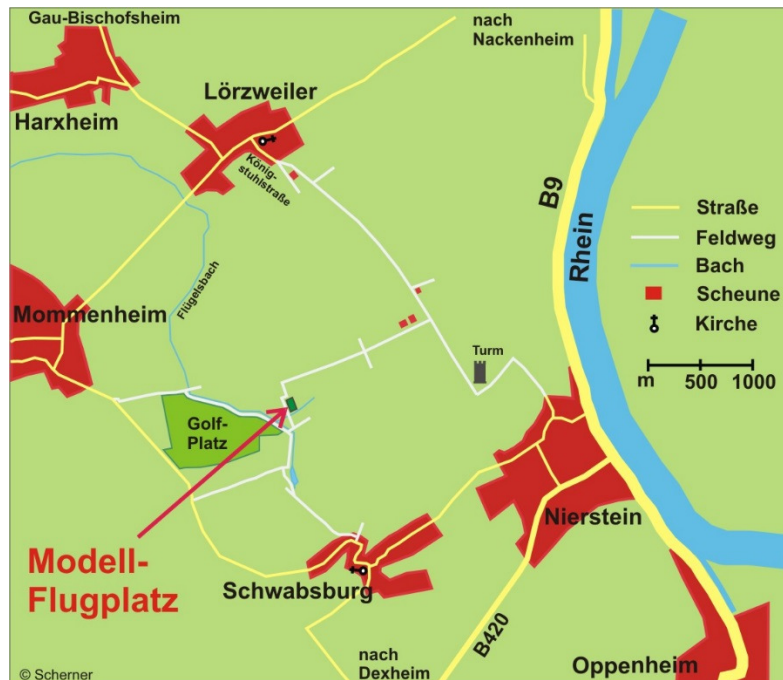 Gau-Bischofsheim
nach
Nackenheim
Harxheim
Lörzweiler
König-
stuhlstraße
B9
Rhein
Straße
Feldweg
Bach
Scheune
Kirche
m 500 1000
Flügelsbach
Mommenheim
Turm
Golf-
Platz
Nierstein
Modell-
Flugplatz
Schwabsburg
B420
nach
Dexheim
Oppenheim
© Scherner